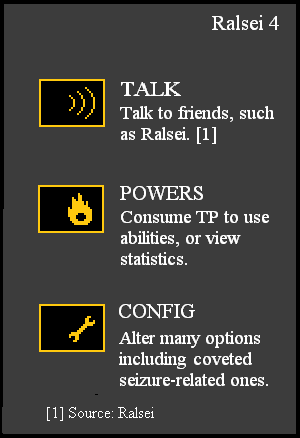 Ralsei 4
TALK
Talk to friends, such
as Ralsei. [1]
POWERS
Consume TP to use
abilities, or view
statistics.
CONFIG
Alter many options
including coveted
seizure-related ones.
[1] Source: Ralsei